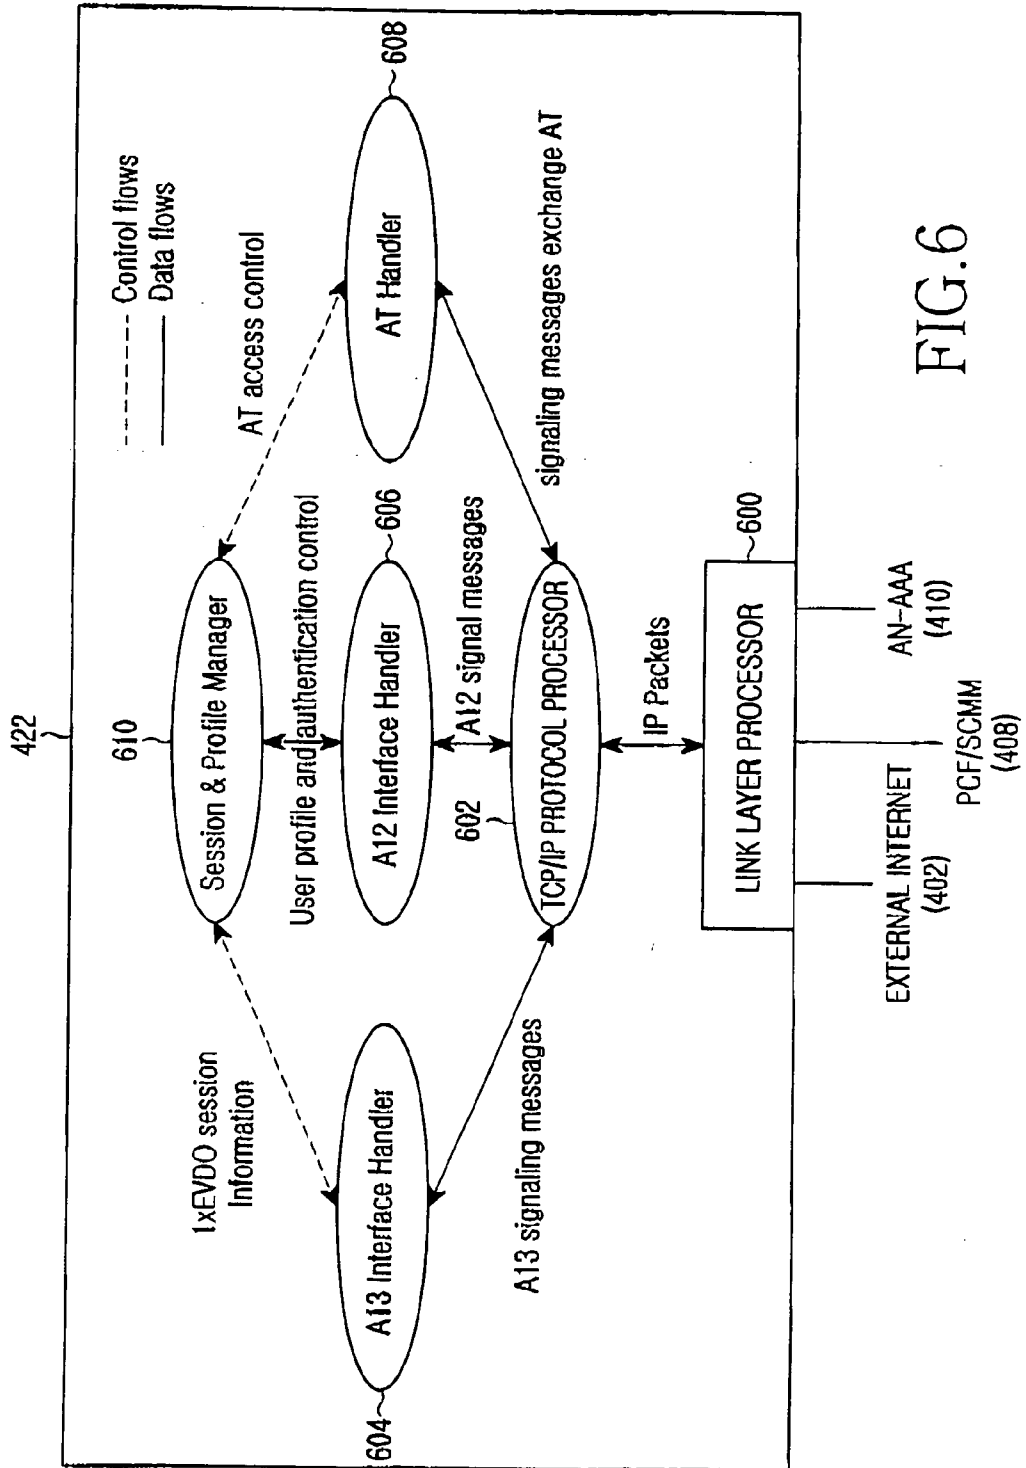 422
Control flows
Data flows
610
Session & Profile Manager
1xEVDO session
Information
User profile and authentication control
AT access control
604
A13 Interface Handler
A12 Interface Handler
606
AT Handler
608
A13 signaling messages
A12 signal messages
signaling messages exchange AT
602
TCP/IP PROTOCOL PROCESSOR
IP Packets
LINK LAYER PROCESSOR
600
EXTERNAL INTERNET
(402)
PCF/SCMM
(408)
AN-AAA
(410)
FIG.6